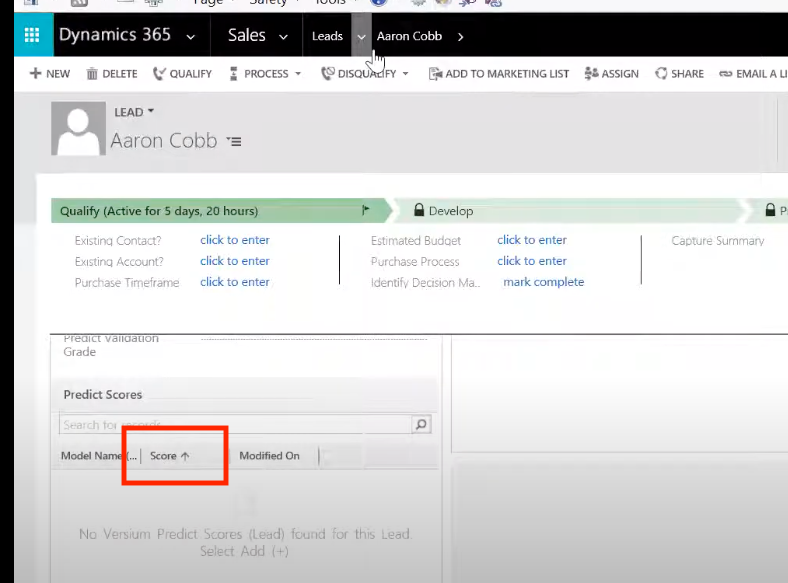 Page Safety Tools
Dynamics 365 Sales Leads Aaron Cobb
NEW DELETE QUALIFY PROCESS DISQUALIFY ADD TO MARKETING LIST ASSIGN SHARE EMAIL A LI
LEAD
Aaron Cobb
Qualify (Active for 5 days, 20 hours) Develop P
Existing Contact? click to enter Estimated Budget click to enter Capture Summary
Existing Account? click to enter Purchase Process click to enter
Purchase Timeframe click to enter Identify Decision Ma... mark complete
Predict Validation
Grade
Predict Scores
Search for records
Model Name (... Score ↑ Modified On
No Versium Predict Scores (Lead) found for this Lead.
Select Add (+)